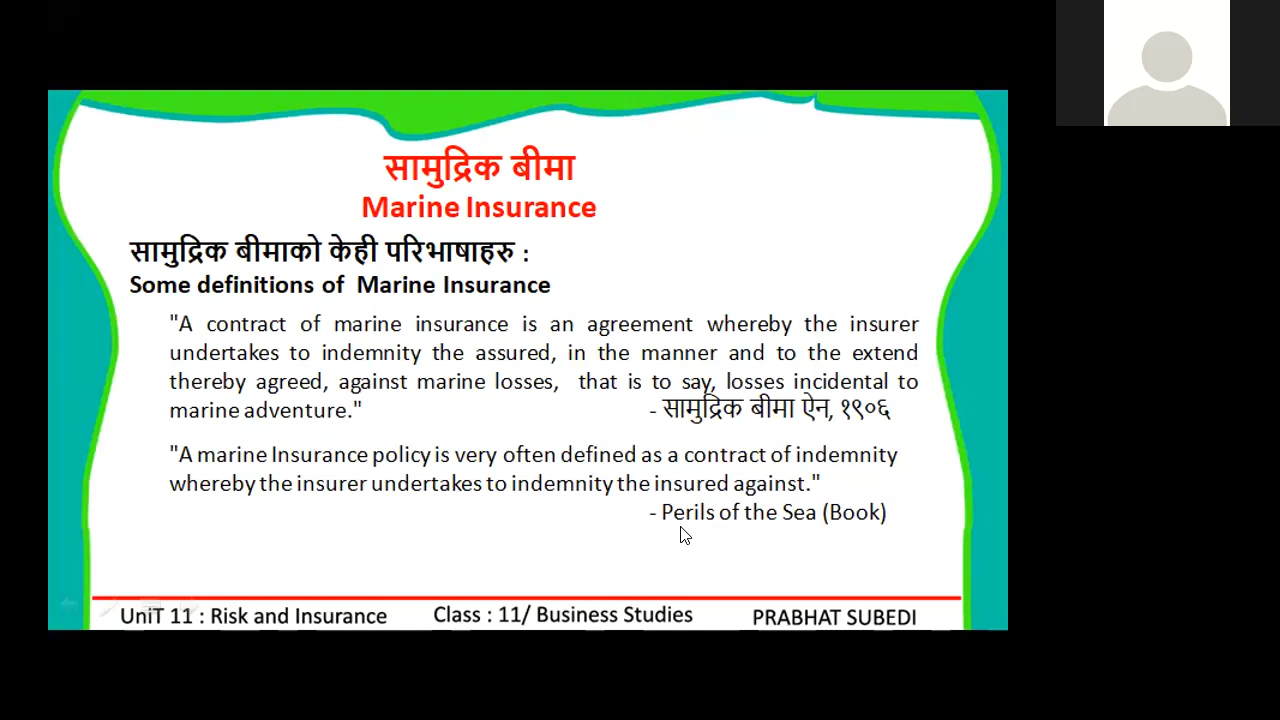 सामुद्रिक बीमा
Marine Insurance
सामुद्रिक बीमाको केही परिभाषाहरु :
Some definitions of Marine Insurance
"A contract of marine insurance is an agreement whereby the insurer
undertakes to indemnity the assured, in the manner and to the extend
thereby agreed, against marine losses, that is to say, losses incidental to
marine adventure."
- सामुद्रिक बीमा ऐन, १९०६
"A marine Insurance policy is very often defined as a contract of indemnity
whereby the insurer undertakes to indemnity the insured against."
- Perils of the Sea (Book)
UniT 11 : Risk and Insurance
Class : 11/ Business Studies
PRABHAT SUBEDI